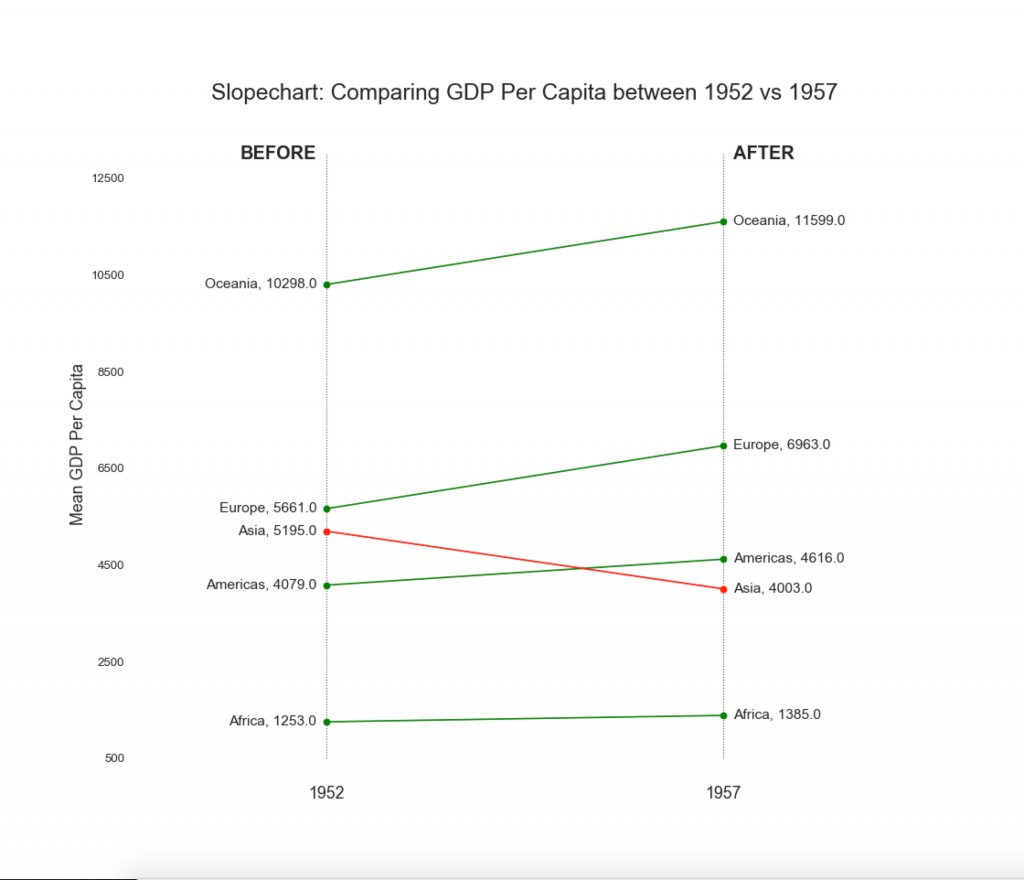 Slopechart: Comparing GDP Per Capita between 1952 vs 1957
BEFORE
AFTER
12500
Oceania, 11599.0
10500
Oceania, 10298.0
8500
Mean GDP Per Capita
6500
Europe, 6963.0
Europe, 5661.0
Asia, 5195.0
4500
Americas, 4616.0
Americas, 4079.0
Asia, 4003.0
2500
Africa, 1253.0
Africa, 1385.0
500
1952
1957